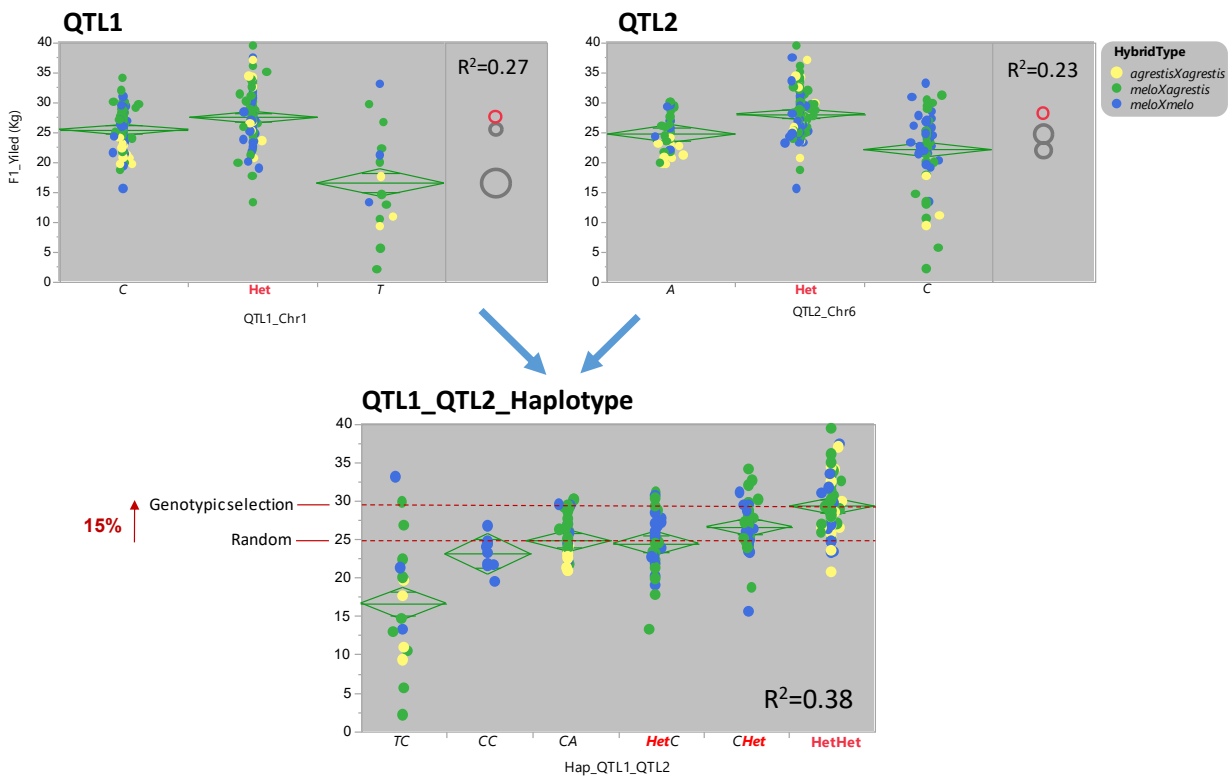 QTL1
QTL2
40
35
30
25
20
15
10
5
0
F1_Yiled (Kg)
R²=0.27
C
Het
T
QTL1_Chr1
40
35
30
25
20
15
10
5
0
R²=0.23
A
Het
C
QTL2_Chr6
HybridType
agrestisXagrestis
meloXagrestis
meloXmelo
QTL1_QTL2_Haplotype
40
35
30
25
20
15
10
5
0
Genotypic selection
15%
Random
R²=0.38
TC
CC
CA
HetC
CHet
HetHet
Hap_QTL1_QTL2